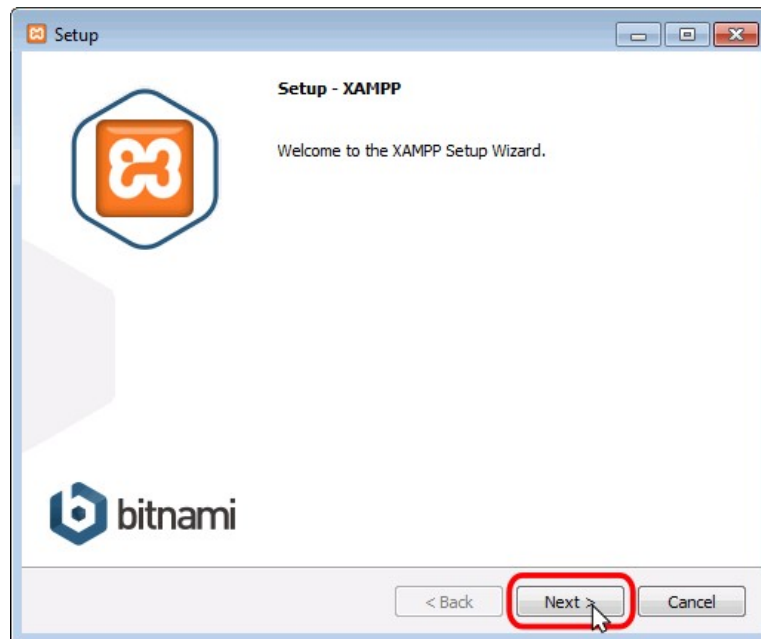 Setup
Setup - XAMPP
Welcome to the XAMPP Setup Wizard.
bitnami
< Back
Next >
Cancel